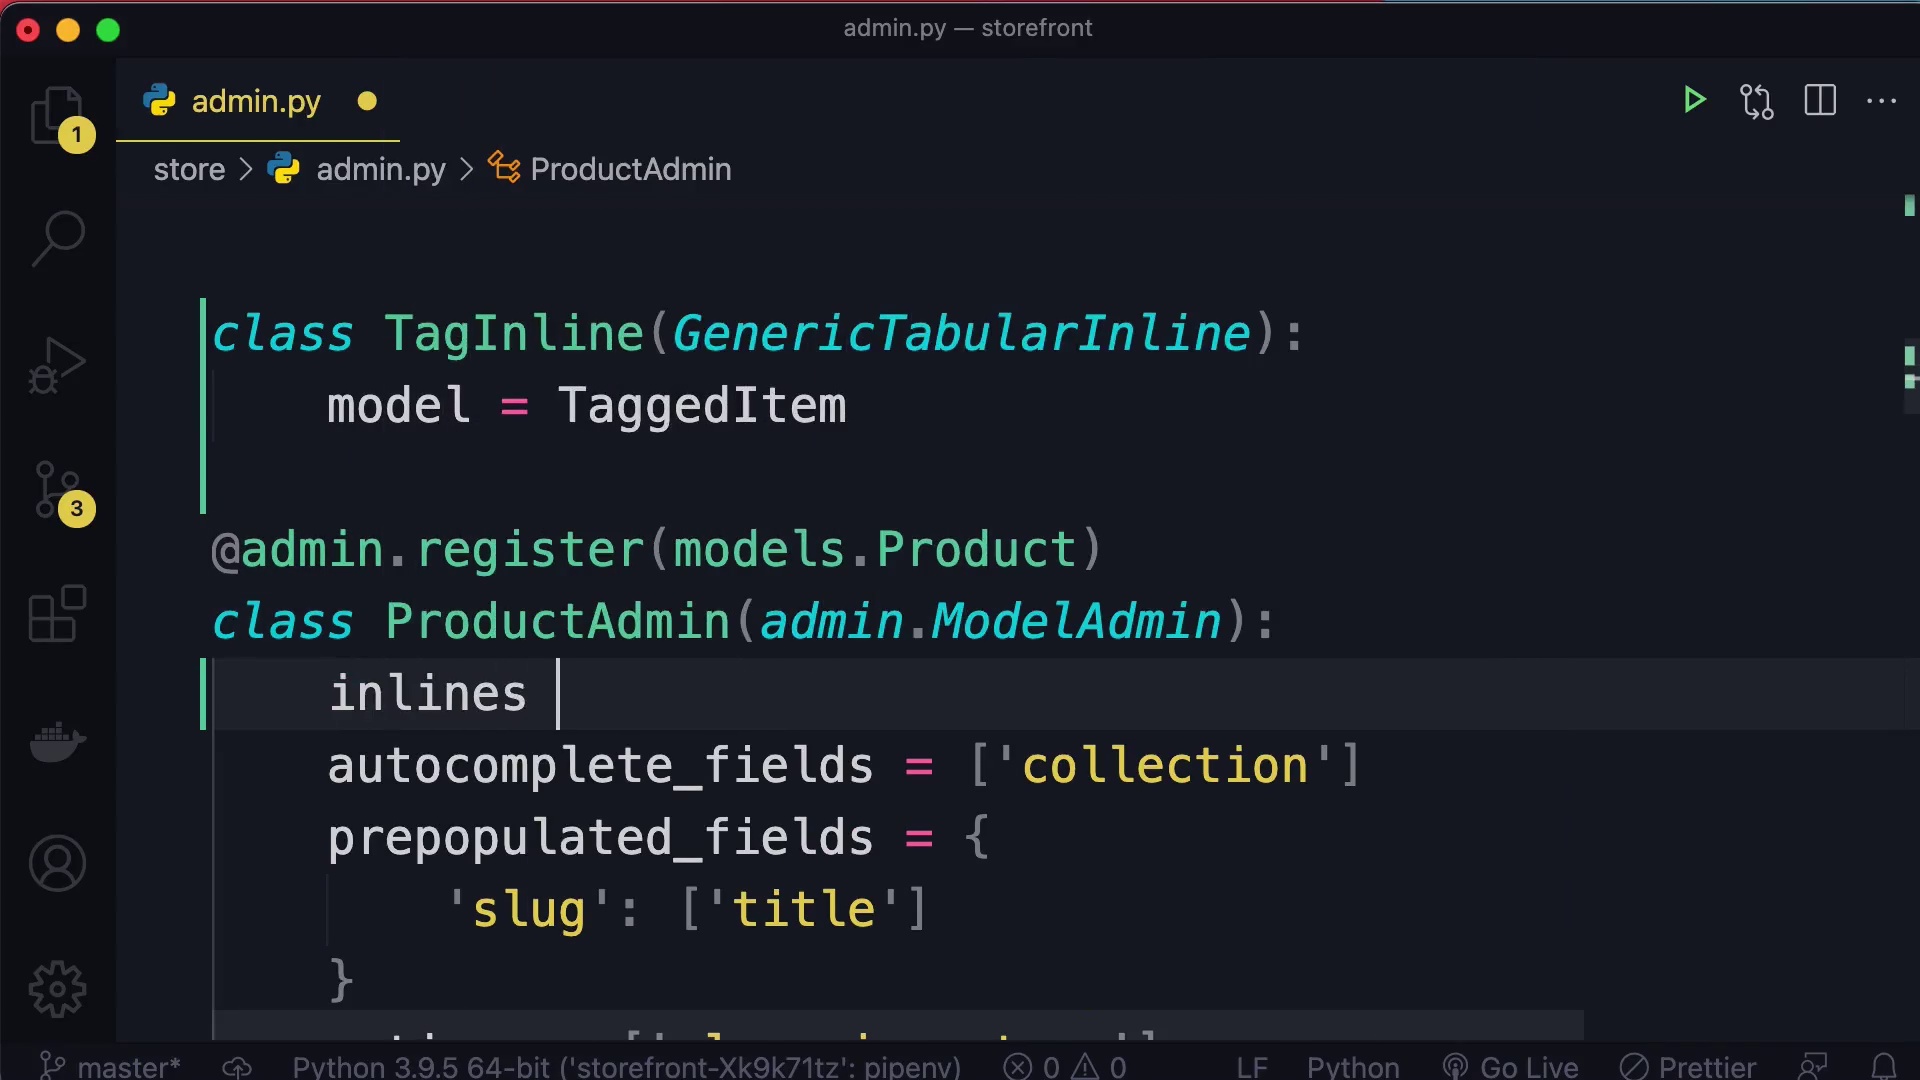 admin.py — storefront
admin.py
1
store > admin.py > ProductAdmin
class TagInline(GenericTabularInline):
model = TaggedItem
3
@admin.register(models.Product)
class ProductAdmin(admin.ModelAdmin):
inlines
autocomplete_fields = ['collection']
prepopulated_fields = {
'slug': ['title']
}
master* Python 3.9.5 64-bit ('storefront-Xk9k71tz': pipenv) 0 0 LF Python Go Live Prettier